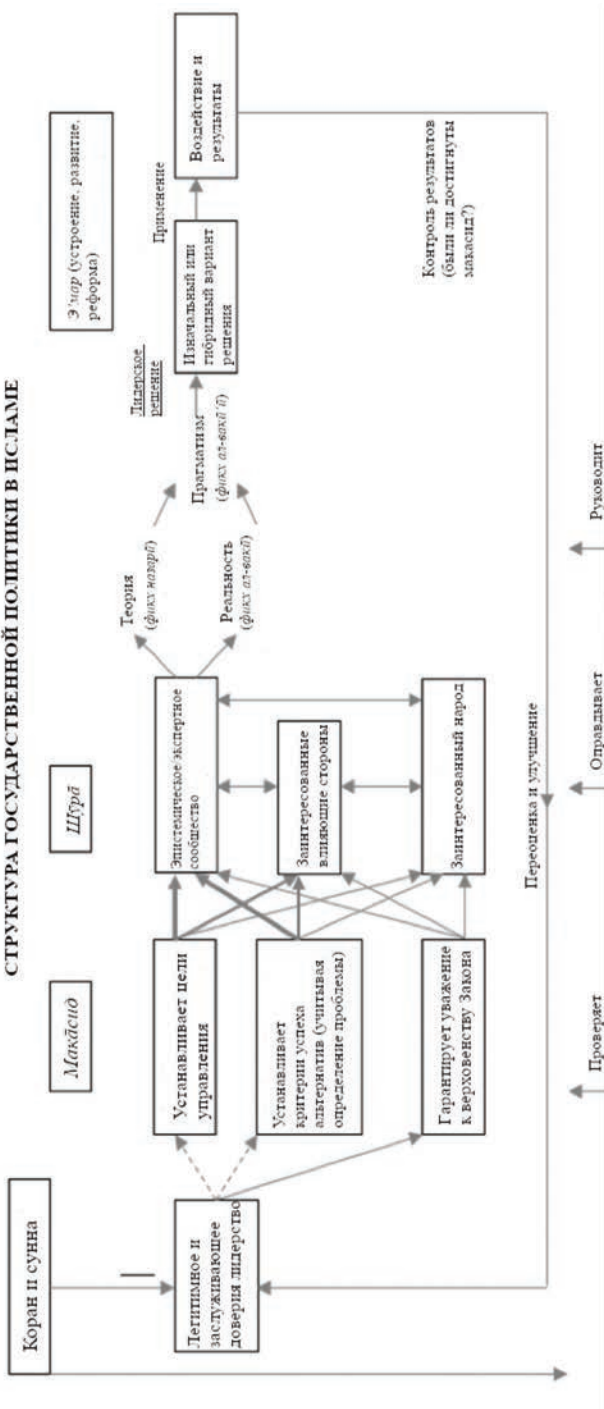 СТРУКТУРА ГОСУДАРСТВЕННОЙ ПОЛИТИКИ В ИСЛАМЕ
Коран и сунна
Мақāсид
Шӯрā
Э'мар (устроение, развитие,
реформа)
Легитимное и
заслуживающее
доверия лидерство
Устанавливает цели
управления
Устанавливает
критерии успеха
альтернатив (учитывая
определение проблемы)
Гарантирует уважение
к верховенству Закона
Эпистемическое/экспертное
сообщество
Заинтересованные
влияющие стороны
Заинтересованный народ
Теория
(фикх назарӣ)
Реальность
(фикх ал-вакӣ)
Прагматизм
(фикх ал-вакӣ'ӣ)
Лидерское
решение
Изначальный или
гибридный вариант
решения
Применение
Воздействие и
результаты
Контроль результатов
(были ли достигнуты
макасид?)
Переоценка и улучшение
Проверяет
Оправдывает
Руководит